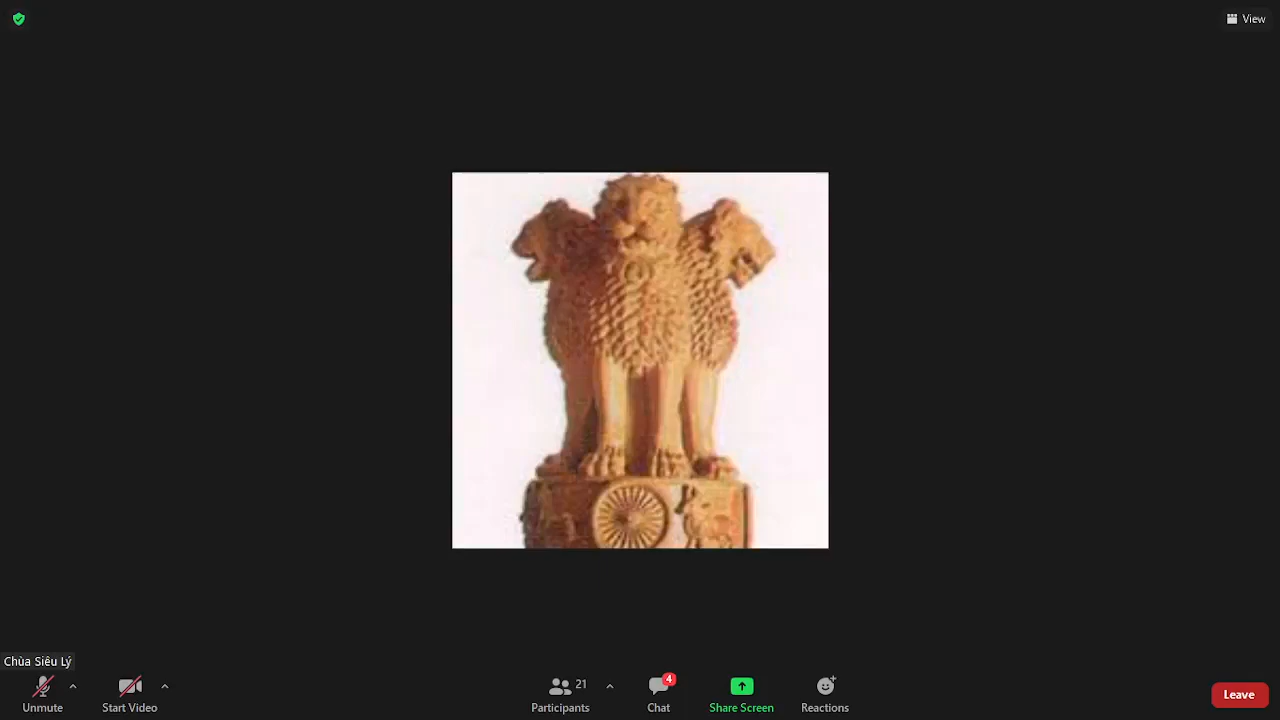 View
Chùa Siêu Lý
Unmute
Start Video
21
Participants
4
Chat
Share Screen
Reactions
Leave